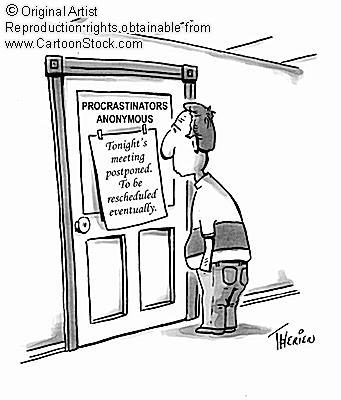 © Original Artist
Reproduction rights obtainable from
www.CartoonStock.com
PROCRASTINATORS
ANONYMOUS
Tonight's
meeting
postponed.
To be
rescheduled
eventually.
THERIEN